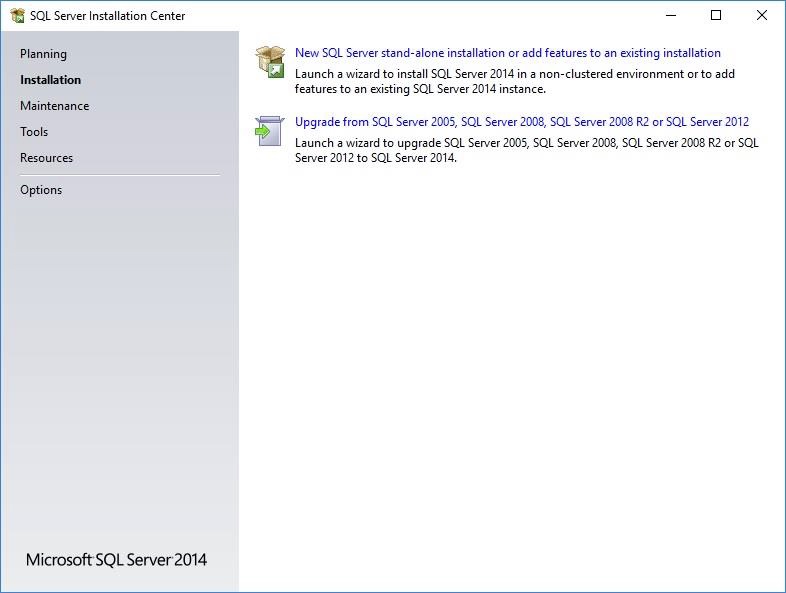 SQL Server Installation Center
Planning
Installation
Maintenance
Tools
Resources
Options
New SQL Server stand-alone installation or add features to an existing installation
Launch a wizard to install SQL Server 2014 in a non-clustered environment or to add
features to an existing SQL Server 2014 instance.
Upgrade from SQL Server 2005, SQL Server 2008, SQL Server 2008 R2 or SQL Server 2012
Launch a wizard to upgrade SQL Server 2005, SQL Server 2008, SQL Server 2008 R2 or SQL
Server 2012 to SQL Server 2014.
Microsoft SQL Server 2014